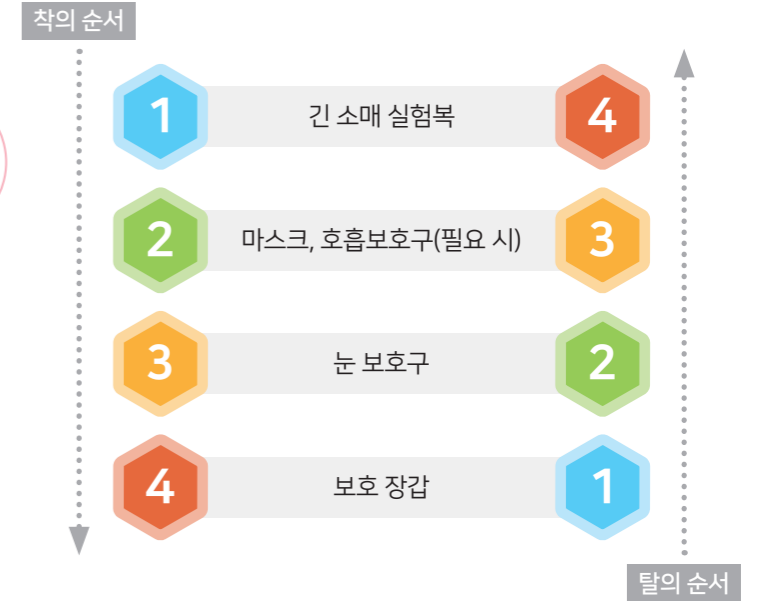 착의 순서
1 긴 소매 실험복 4
2 마스크, 호흡보호구(필요 시) 3
3 눈 보호구 2
4 보호 장갑 1
탈의 순서